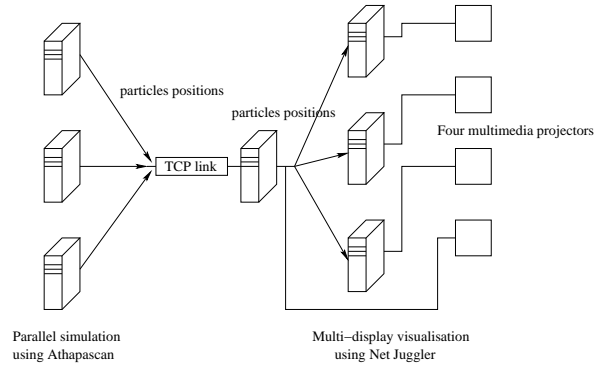 particles positions
particles positions
Four multimedia projectors
TCP link
Parallel simulation
using Athapascan
Multi−display visualisation
using Net Juggler